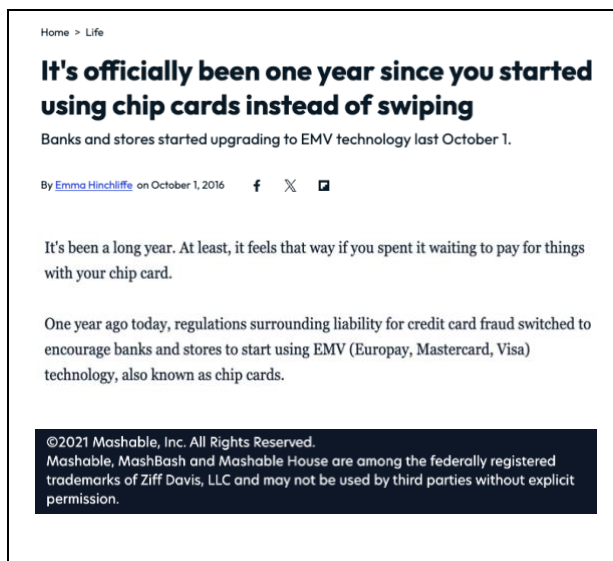 Home > Life
It's officially been one year since you started
using chip cards instead of swiping
Banks and stores started upgrading to EMV technology last October 1.
By Emma Hinchliffe on October 1, 2016
It's been a long year. At least, it feels that way if you spent it waiting to pay for things
with your chip card.
One year ago today, regulations surrounding liability for credit card fraud switched to
encourage banks and stores to start using EMV (Europay, Mastercard, Visa)
technology, also known as chip cards.
©2021 Mashable, Inc. All Rights Reserved.
Mashable, MashBash and Mashable House are among the federally registered
trademarks of Ziff Davis, LLC and may not be used by third parties without explicit
permission.